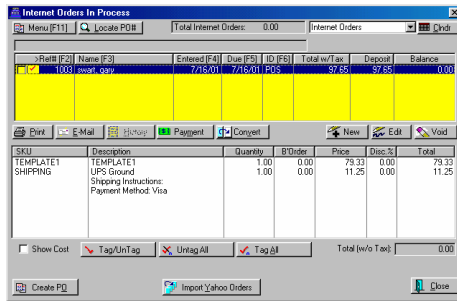 Internet Orders In Process
Menu [F11] Locate PO# Total Internet Orders: 0.00 Internet Orders Clndr
>Ref# [F2] Name [F3] Entered [F4] Due [F5] ID [F6] Total w/Tax Deposit Balance
1003 swart, gary 7/16/01 7/16/01 POS 97.65 97.65 0.00
Print E-Mail History Payment Convert New Edit Void
SKU Description Quantity B'Order Price Disc.% Total
TEMPLATE1 TEMPLATE1 1.00 0.00 79.33 0.00 79.33
SHIPPING UPS Ground 1.00 0.00 11.25 0.00 11.25
Shipping Instructions:
Payment Method: Visa
Show Cost Tag/UnTag Untag All Tag All Total (w/o Tax): 0.00
Create PO Import Yahoo Orders Close